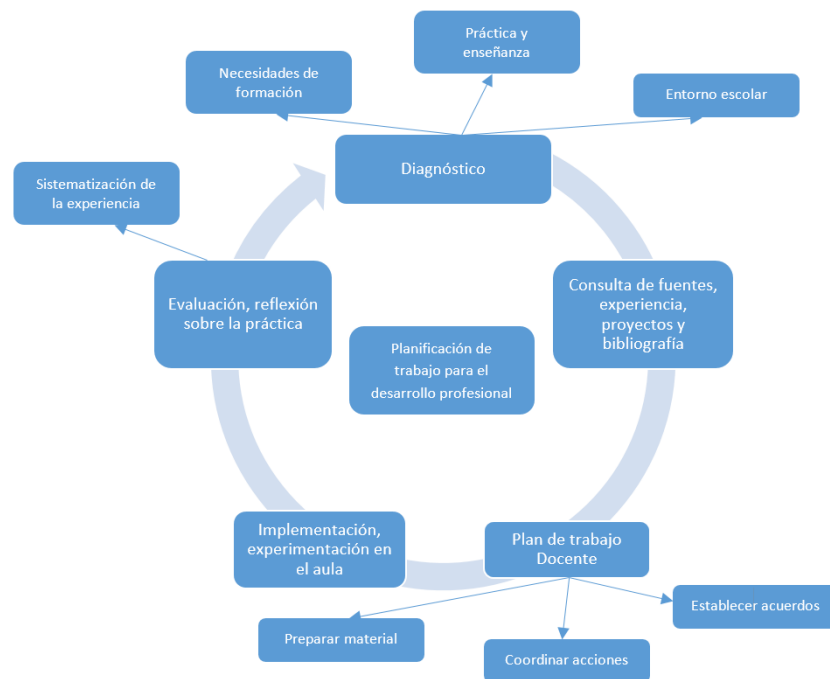 Práctica y
enseñanza
Necesidades de
formación
Entorno escolar
Diagnóstico
Sistematización de
la experiencia
Evaluación, reflexión
sobre la práctica
Consulta de fuentes,
experiencia,
proyectos y
bibliografía
Planificación de
trabajo para el
desarrollo profesional
Implementación,
experimentación en
el aula
Plan de trabajo
Docente
Establecer acuerdos
Preparar material
Coordinar acciones